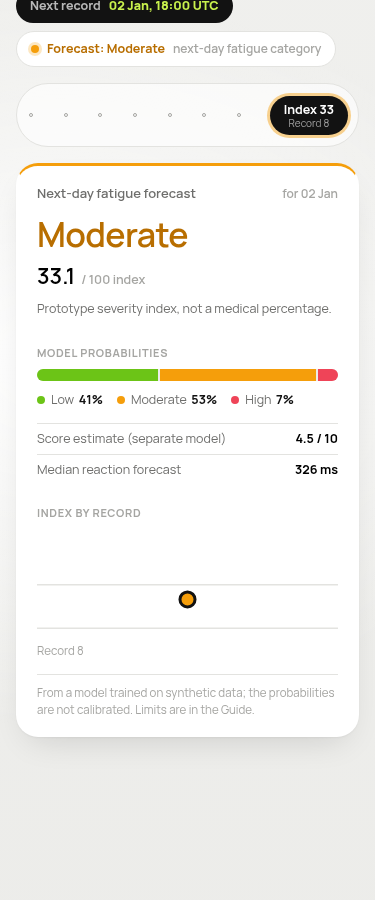 Next record 02 Jan, 18:00 UTC
Forecast: Moderate next-day fatigue category
Index 33
Record 8
Next-day fatigue forecast for 02 Jan
Moderate
33.1 / 100 index
Prototype severity index, not a medical percentage.
MODEL PROBABILITIES
Low 41% Moderate 53% High 7%
Score estimate (separate model) 4.5 / 10
Median reaction forecast 326 ms
INDEX BY RECORD
Record 8
From a model trained on synthetic data; the probabilities
are not calibrated. Limits are in the Guide.